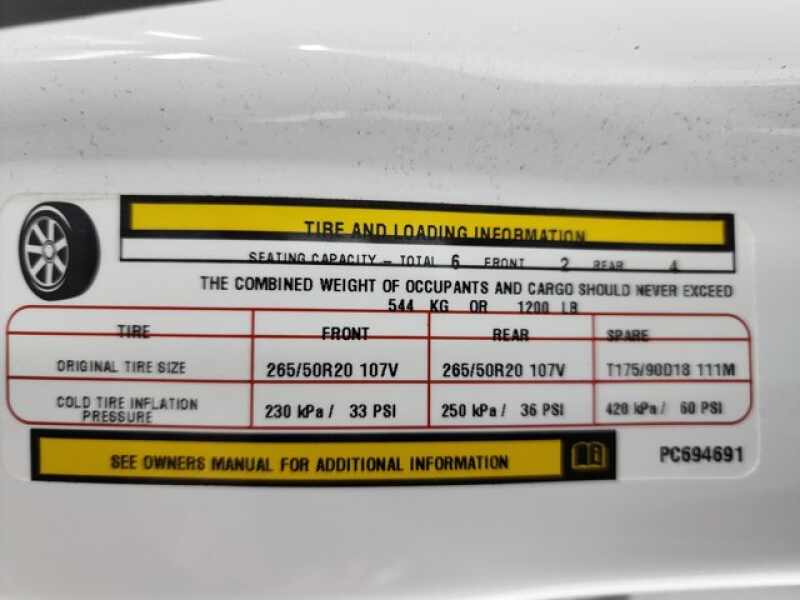 TIRE AND LOADING INFORMATION
SEATING CAPACITY – TOTAL 6 FRONT 2 REAR 4
THE COMBINED WEIGHT OF OCCUPANTS AND CARGO SHOULD NEVER EXCEED
544 KG OR 1200 LB
TIRE FRONT REAR SPARE
ORIGINAL TIRE SIZE 265/50R20 107V 265/50R20 107V T175/90D18 111M
COLD TIRE INFLATION
PRESSURE 230 kPa / 33 PSI 250 kPa / 36 PSI 420 kPa / 60 PSI
SEE OWNERS MANUAL FOR ADDITIONAL INFORMATION
PC694691